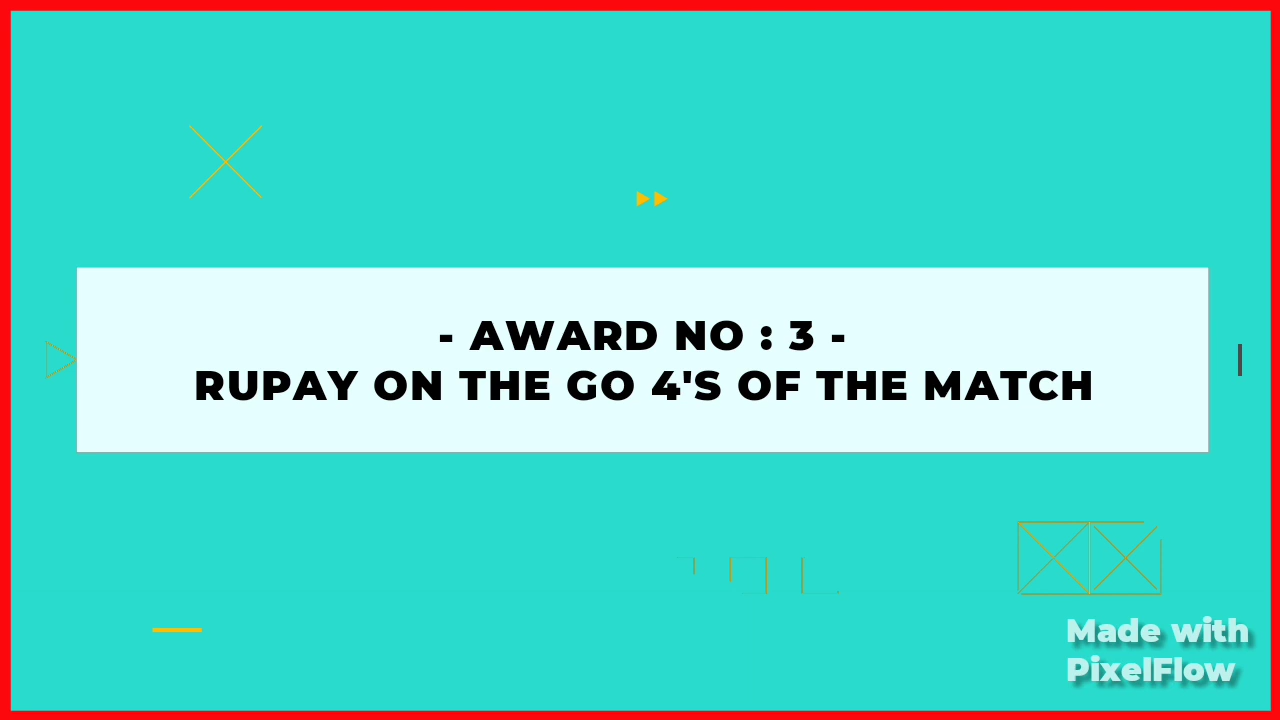 - AWARD NO : 3 -
RUPAY ON THE GO 4'S OF THE MATCH
Made with
PixelFlow